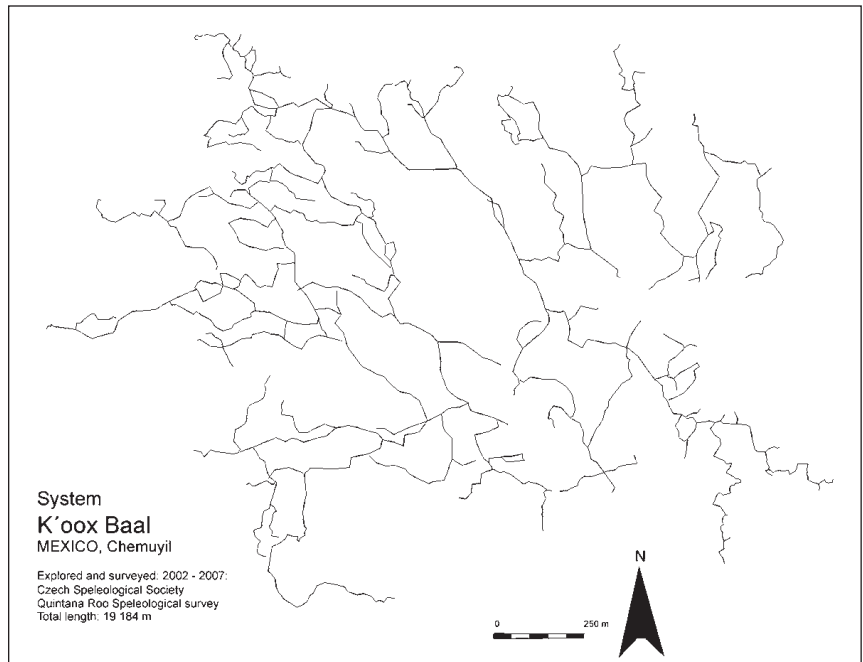 System
K´oox Baal
MEXICO, Chemuyil
Explored and surveyed: 2002 - 2007:
Czech Speleological Society
Quintana Roo Speleological survey
Total length: 19 184 m
N
0 250 m